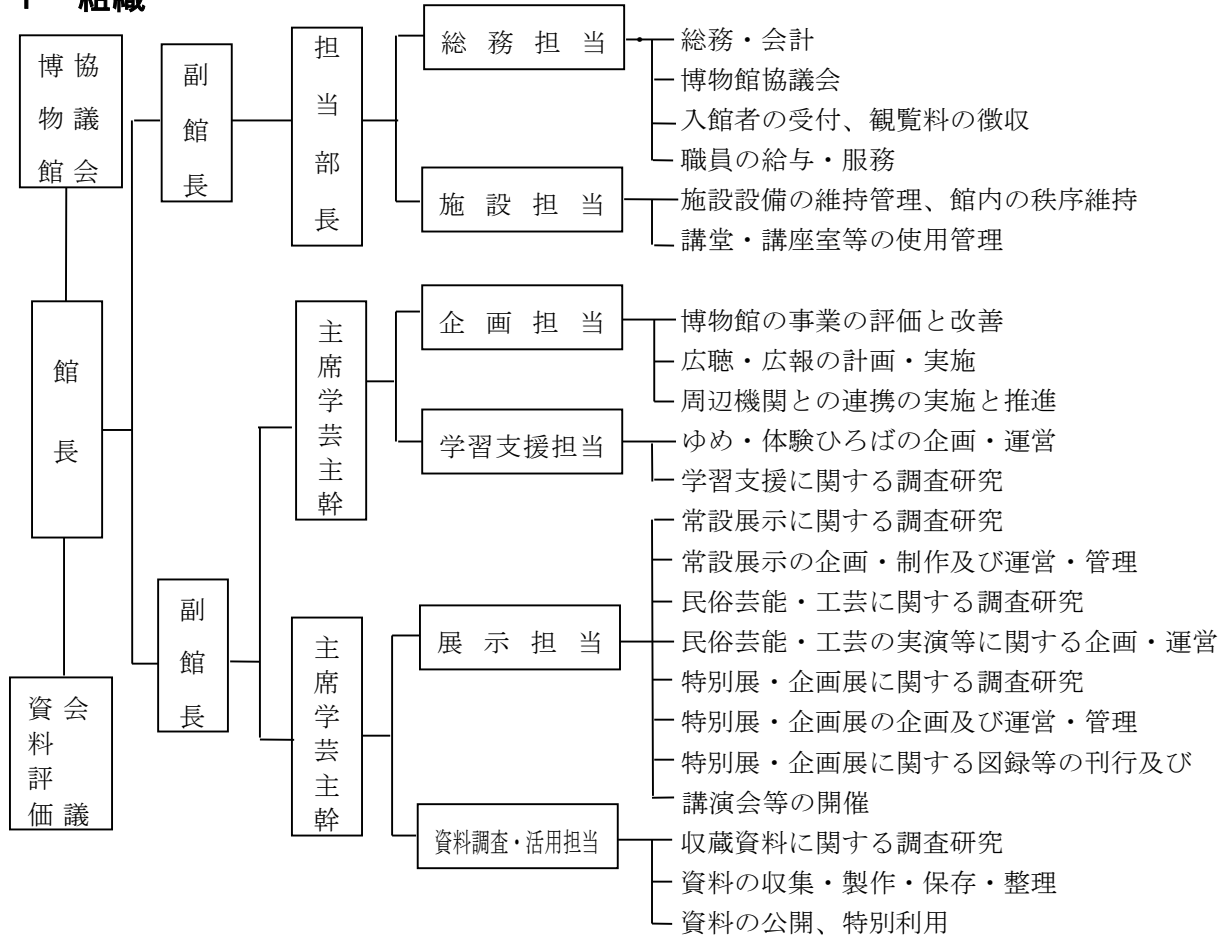 組織
博物館協議会
館長
資料評価会議
副館長
担当部長
総務担当
総務・会計
博物館協議会
入館者の受付、観覧料の徴収
職員の給与・服務
施設担当
施設設備の維持管理、館内の秩序維持
講堂・講座室等の使用管理
副館長
主席学芸主幹
企画担当
博物館の事業の評価と改善
広聴・広報の計画・実施
周辺機関との連携の実施と推進
学習支援担当
ゆめ・体験ひろばの企画・運営
学習支援に関する調査研究
主席学芸主幹
展示担当
常設展示に関する調査研究
常設展示の企画・制作及び運営・管理
民俗芸能・工芸に関する調査研究
民俗芸能・工芸の実演等に関する企画・運営
特別展・企画展に関する調査研究
特別展・企画展の企画及び運営・管理
特別展・企画展に関する図録等の刊行及び
講演会等の開催
資料調査・活用担当
収蔵資料に関する調査研究
資料の収集・製作・保存・整理
資料の公開、特別利用